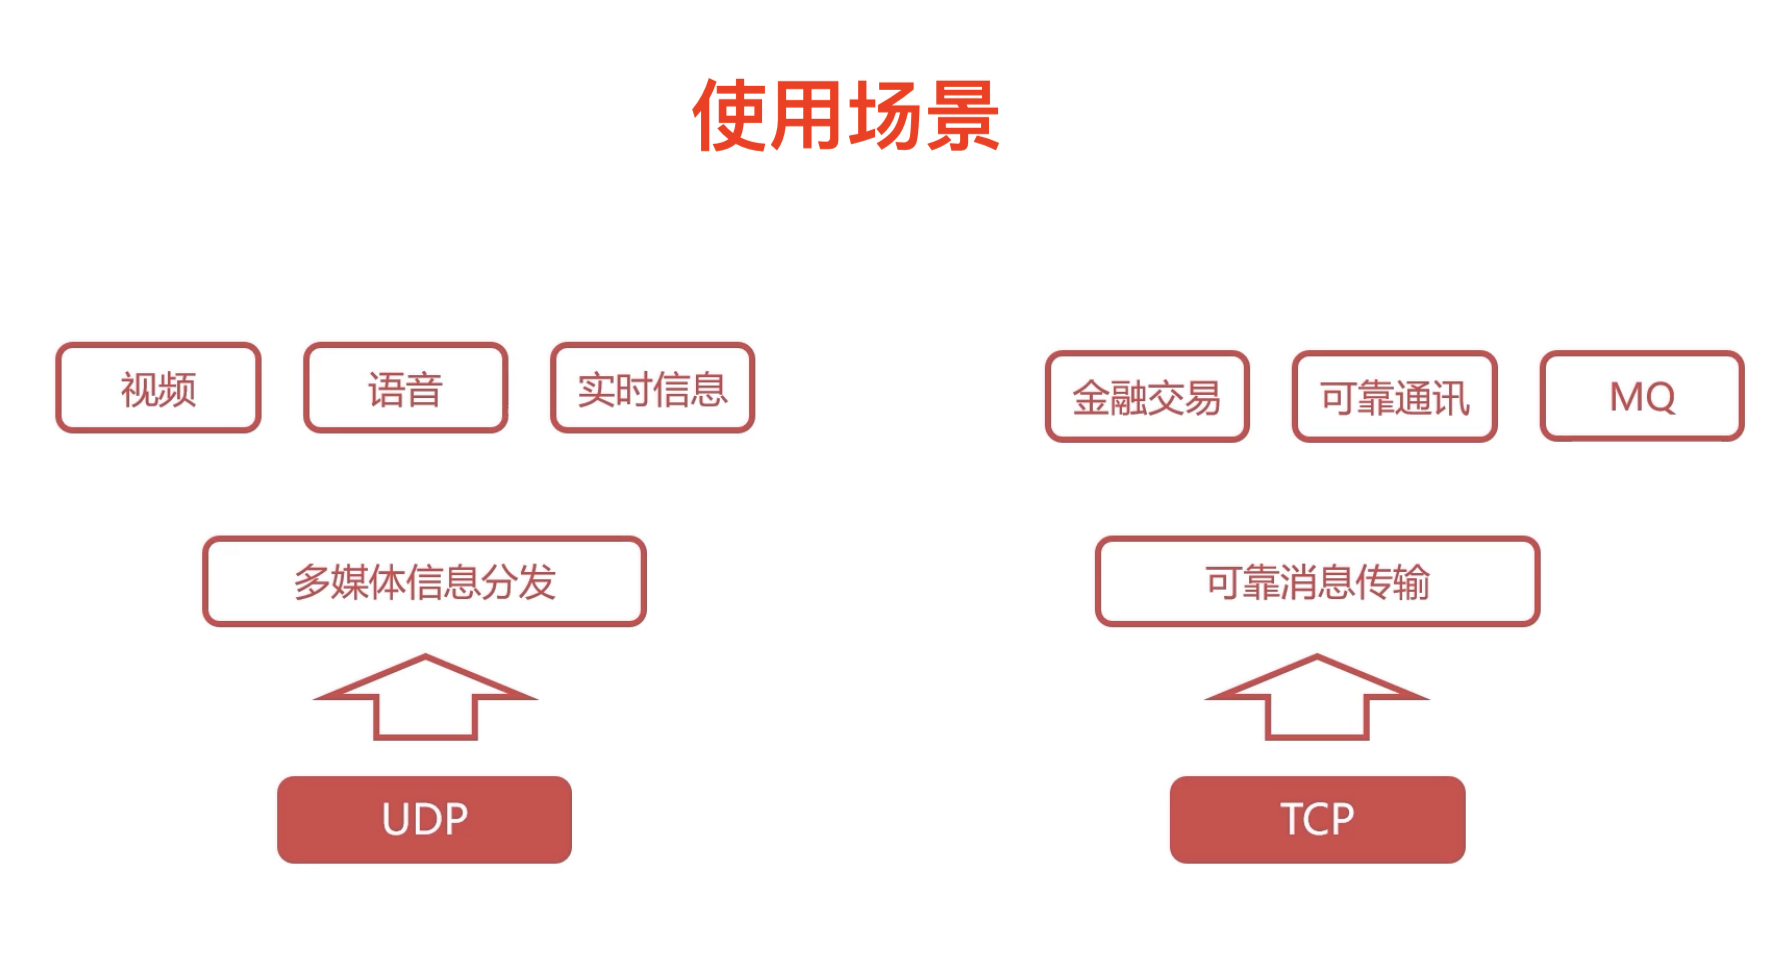 使用场景
视频
语音
实时信息
金融交易
可靠通讯
MQ
多媒体信息分发
可靠消息传输
UDP
TCP